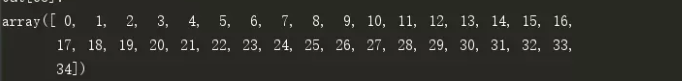 array([ 0, 1, 2, 3, 4, 5, 6, 7, 8, 9, 10, 11, 12, 13, 14, 15, 16,
17, 18, 19, 20, 21, 22, 23, 24, 25, 26, 27, 28, 29, 30, 31, 32, 33,
34])